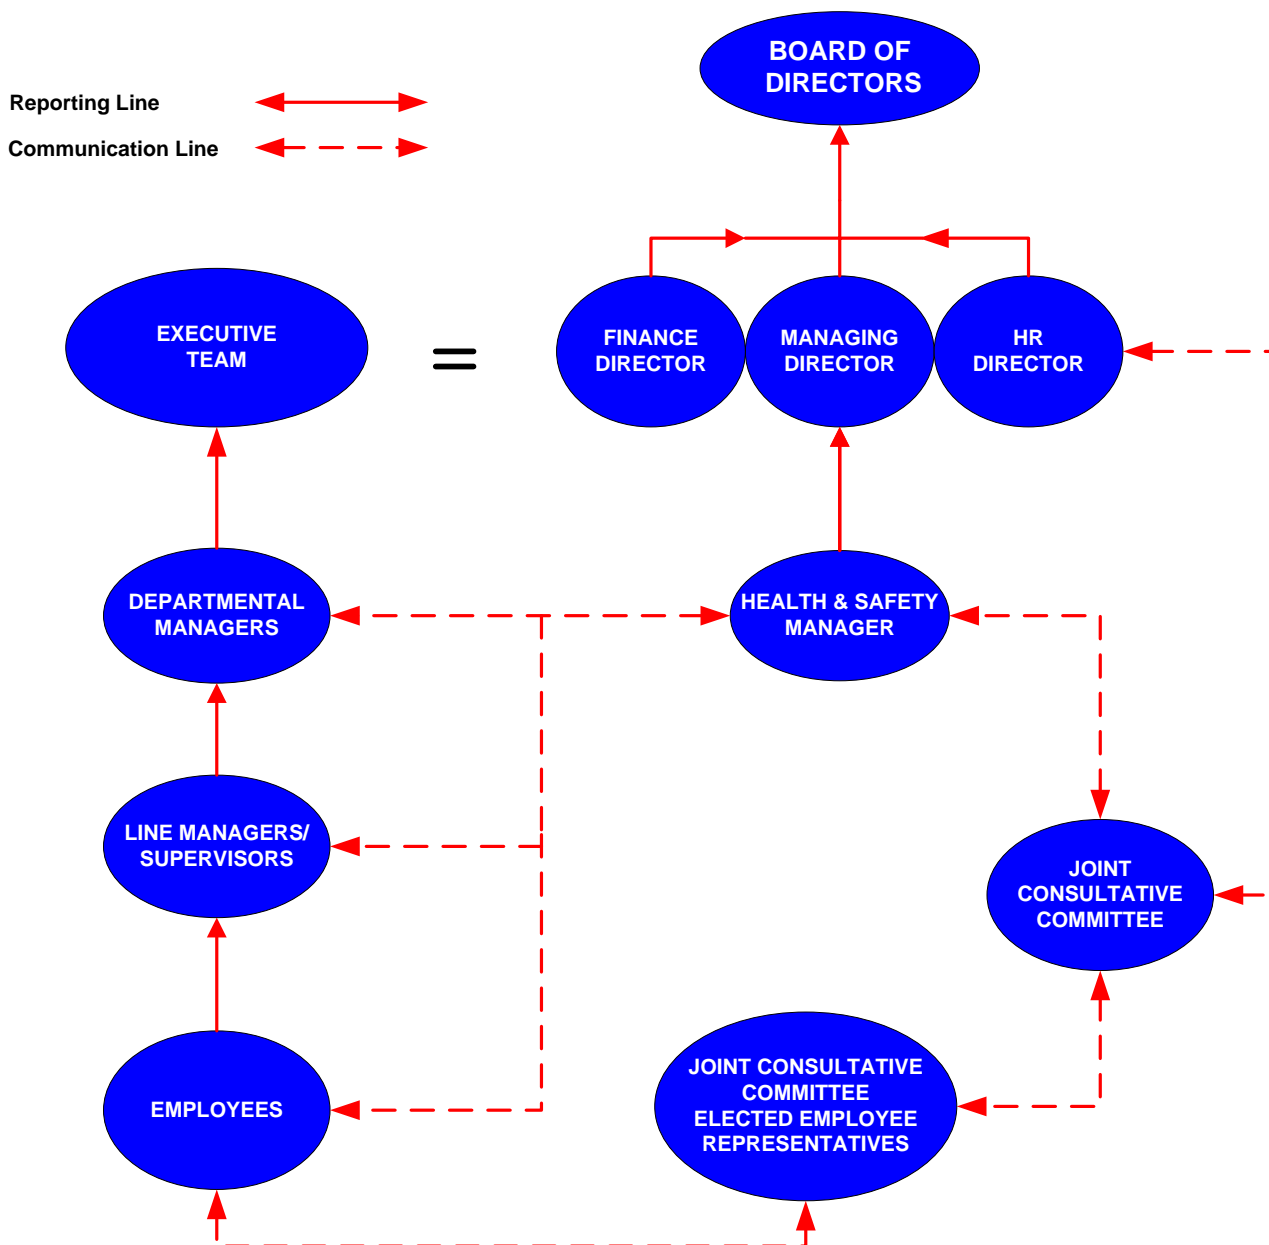 BOARD OF
DIRECTORS
Reporting Line
Communication Line
EXECUTIVE
TEAM
=
FINANCE
DIRECTOR
MANAGING
DIRECTOR
HR
DIRECTOR
DEPARTMENTAL
MANAGERS
HEALTH & SAFETY
MANAGER
LINE MANAGERS/
SUPERVISORS
JOINT
CONSULTATIVE
COMMITTEE
EMPLOYEES
JOINT CONSULTATIVE
COMMITTEE
ELECTED EMPLOYEE
REPRESENTATIVES